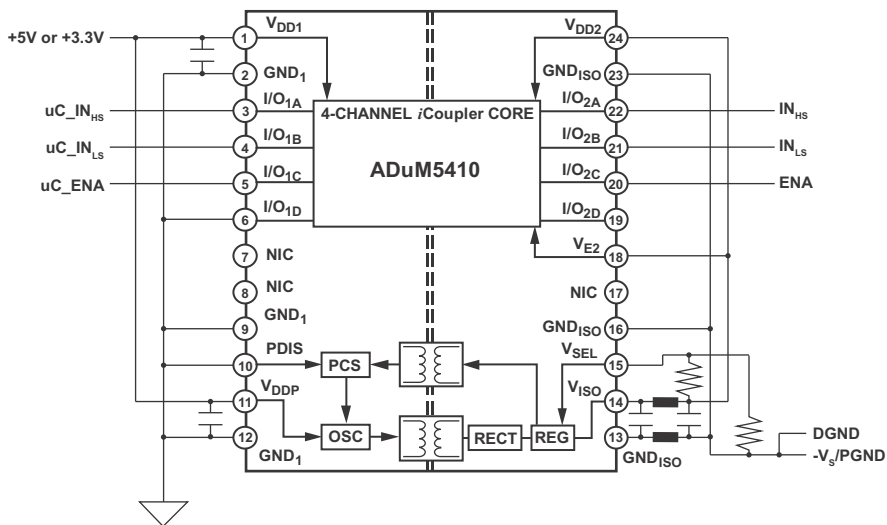 +5V or +3.3V
1
VDD1
VDD2
24
2
GND1
GNDISO
23
uC_INHS
3
I/O1A
4-CHANNEL iCoupler CORE
I/O2A
22
INHS
uC_INLS
4
I/O1B
ADuM5410
I/O2B
21
INLS
uC_ENA
5
I/O1C
I/O2C
20
ENA
6
I/O1D
I/O2D
19
7
NIC
VE2
18
8
NIC
NIC
17
9
GND1
GNDISO
16
10
PDIS
PCS
VSEL
15
11
VDDP
VISO
14
12
GND1
OSC
RECT
REG
GNDISO
13
DGND
-VS/PGND